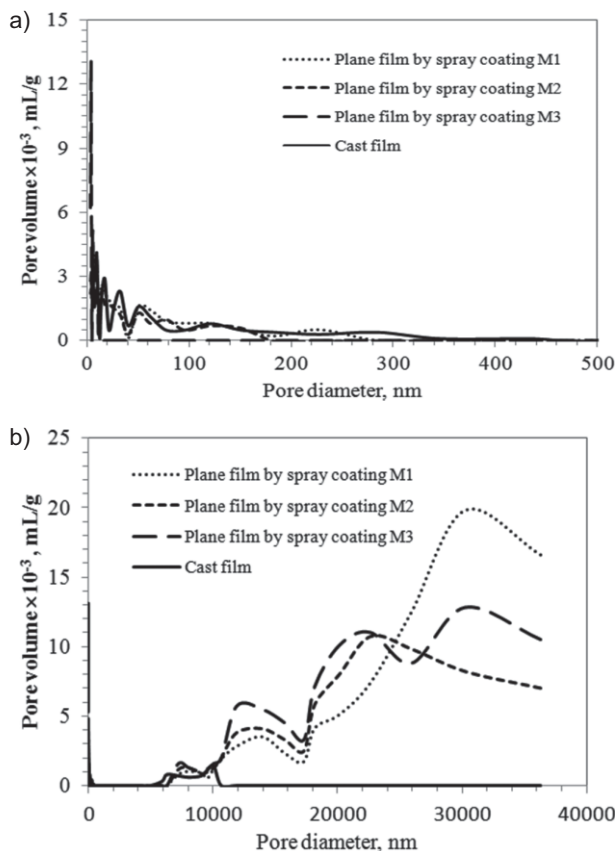 a)
Pore volume×10⁻³, mL/g
15
12
9
6
3
0
Plane film by spray coating M1
Plane film by spray coating M2
Plane film by spray coating M3
Cast film
0 100 200 300 400 500
Pore diameter, nm
b)
Pore volume×10⁻³, mL/g
25
20
15
10
5
0
Plane film by spray coating M1
Plane film by spray coating M2
Plane film by spray coating M3
Cast film
0 10000 20000 30000 40000
Pore diameter, nm